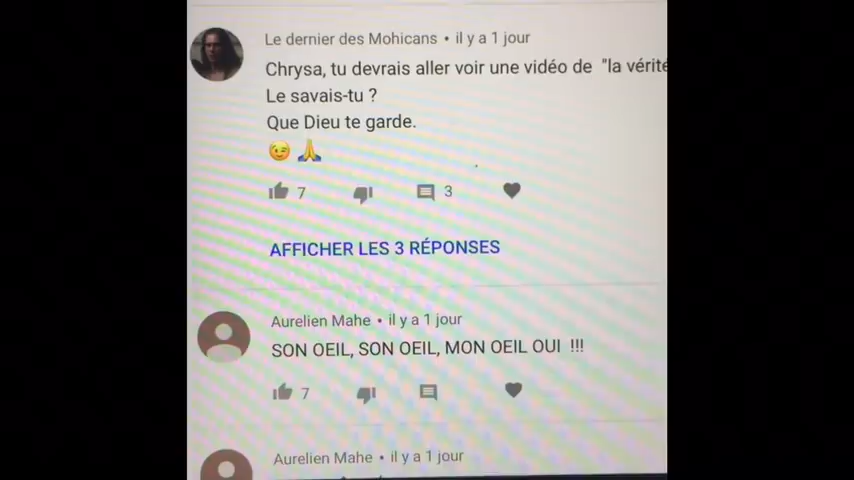 Le dernier des Mohicans • il y a 1 jour
Chrysa, tu devrais aller voir une vidéo de "la vérité
Le savais-tu ?
Que Dieu te garde.
😉 🙏
7 3
AFFICHER LES 3 RÉPONSES
Aurelien Mahe • il y a 1 jour
SON OEIL, SON OEIL, MON OEIL OUI !!!
7
Aurelien Mahe • il y a 1 jour